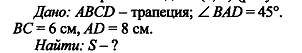 Дано: ABCD – трапеция; ∠ BAD = 45°.
BC = 6 см, AD = 8 см.
Найти: S – ?